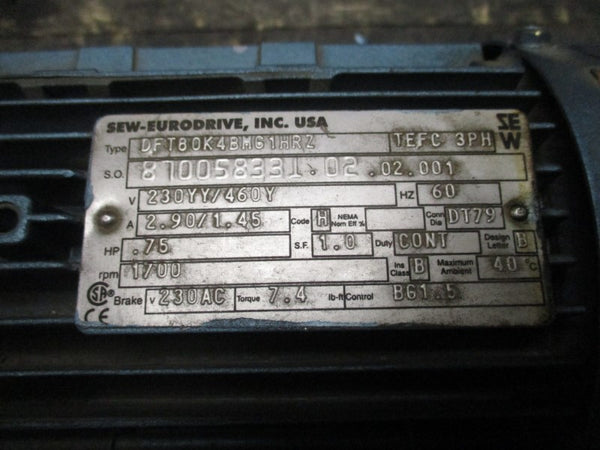 SEW-EURODRIVE, INC. USA
SEW
Type DFT80K4BMG1HRZ TEFC 3PH
S.O. 870058331.02.02.001
V 230YY/460Y HZ 60
A 2.90/1.45 Code H NEMA Nom Eff % Conn Dia DT79
HP .75 S.F. 1.0 Duty CONT Design Letter B
rpm 1700 Ins Class B Maximum Ambient 40 °C
SA Brake V 230AC Torque 7.4 lb-ft Control BG1.5
CE